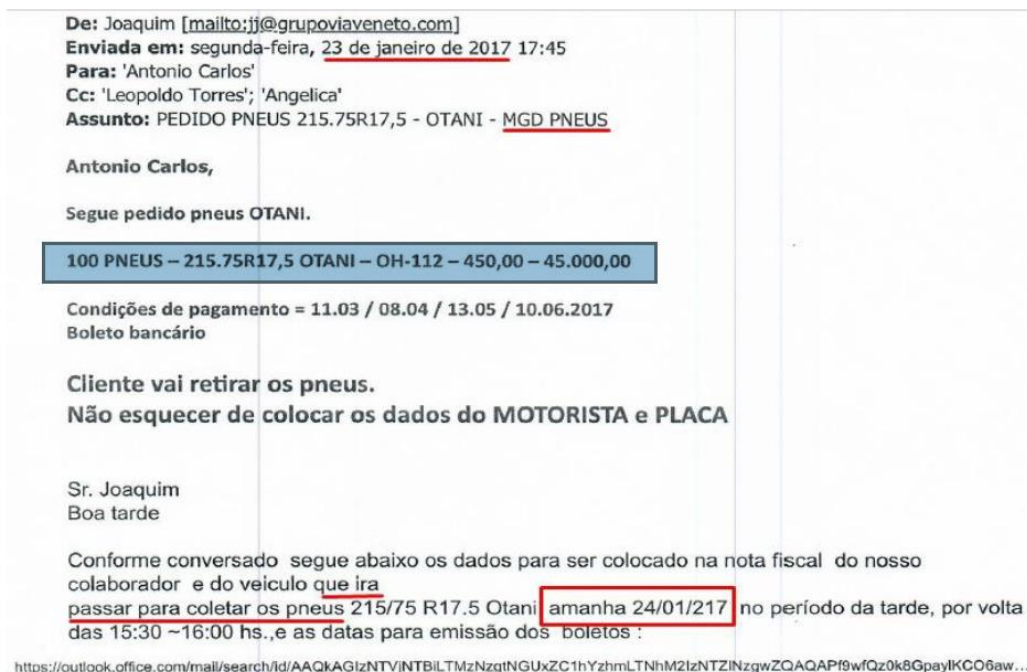 De: Joaquim [mailto:jj@grupoviaveneto.com]
Enviada em: segunda-feira, 23 de janeiro de 2017 17:45
Para: 'Antonio Carlos'
Cc: 'Leopoldo Torres'; 'Angelica'
Assunto: PEDIDO PNEUS 215.75R17,5 - OTANI - MGD PNEUS
Antonio Carlos,
Segue pedido pneus OTANI.
100 PNEUS – 215.75R17,5 OTANI – OH-112 – 450,00 – 45.000,00
Condições de pagamento = 11.03 / 08.04 / 13.05 / 10.06.2017
Boleto bancário
Cliente vai retirar os pneus.
Não esquecer de colocar os dados do MOTORISTA e PLACA
Sr. Joaquim
Boa tarde
Conforme conversado segue abaixo os dados para ser colocado na nota fiscal do nosso
colaborador e do veiculo que ira
passar para coletar os pneus 215/75 R17.5 Otani amanha 24/01/217 no período da tarde, por volta
das 15:30 ~16:00 hs.,e as datas para emissão dos boletos :